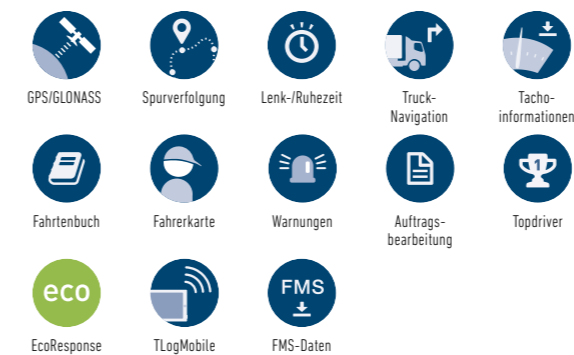 GPS/GLONASS
Spurverfolgung
Lenk-/Ruhezeit
Truck-
Navigation
Tacho-
informationen
Fahrtenbuch
Fahrerkarte
Warnungen
Auftrags-
bearbeitung
1
Topdriver
eco
EcoResponse
TLogMobile
FMS
FMS-Daten